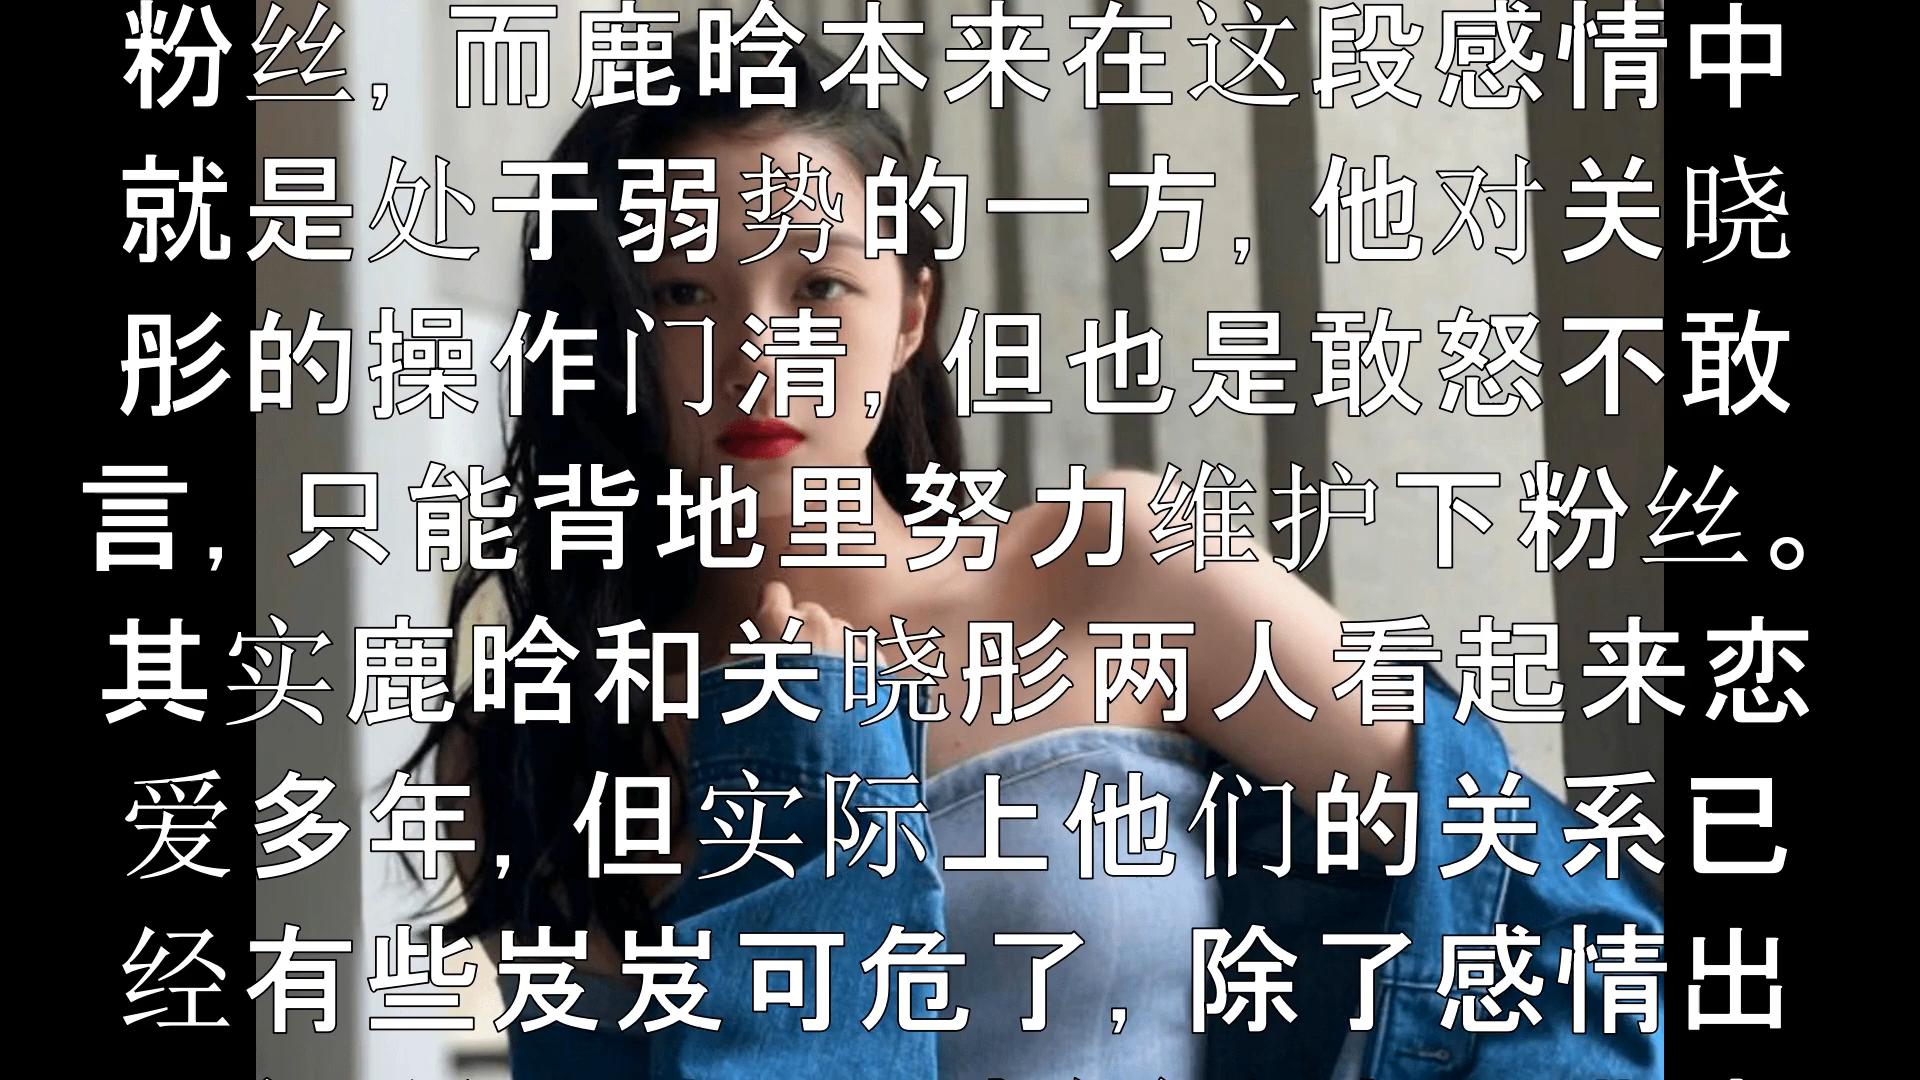 粉丝，而鹿晗本来在这段感情中
就是处于弱势的一方，他对关晓
彤的操作门清，但也是敢怒不敢
言，只能背地里努力维护下粉丝。
其实鹿晗和关晓彤两人看起来恋
爱多年，但实际上他们的关系已
经有些岌岌可危了，除了感情出